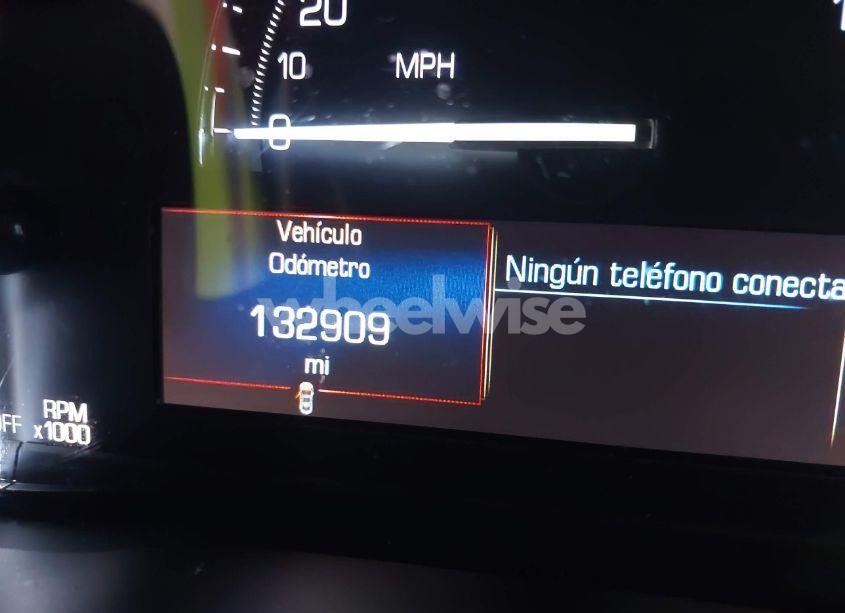 20
10
MPH
0
Vehículo
Odómetro
132909
mi
Ningún teléfono conecta
wheelwise
RPM
x1000